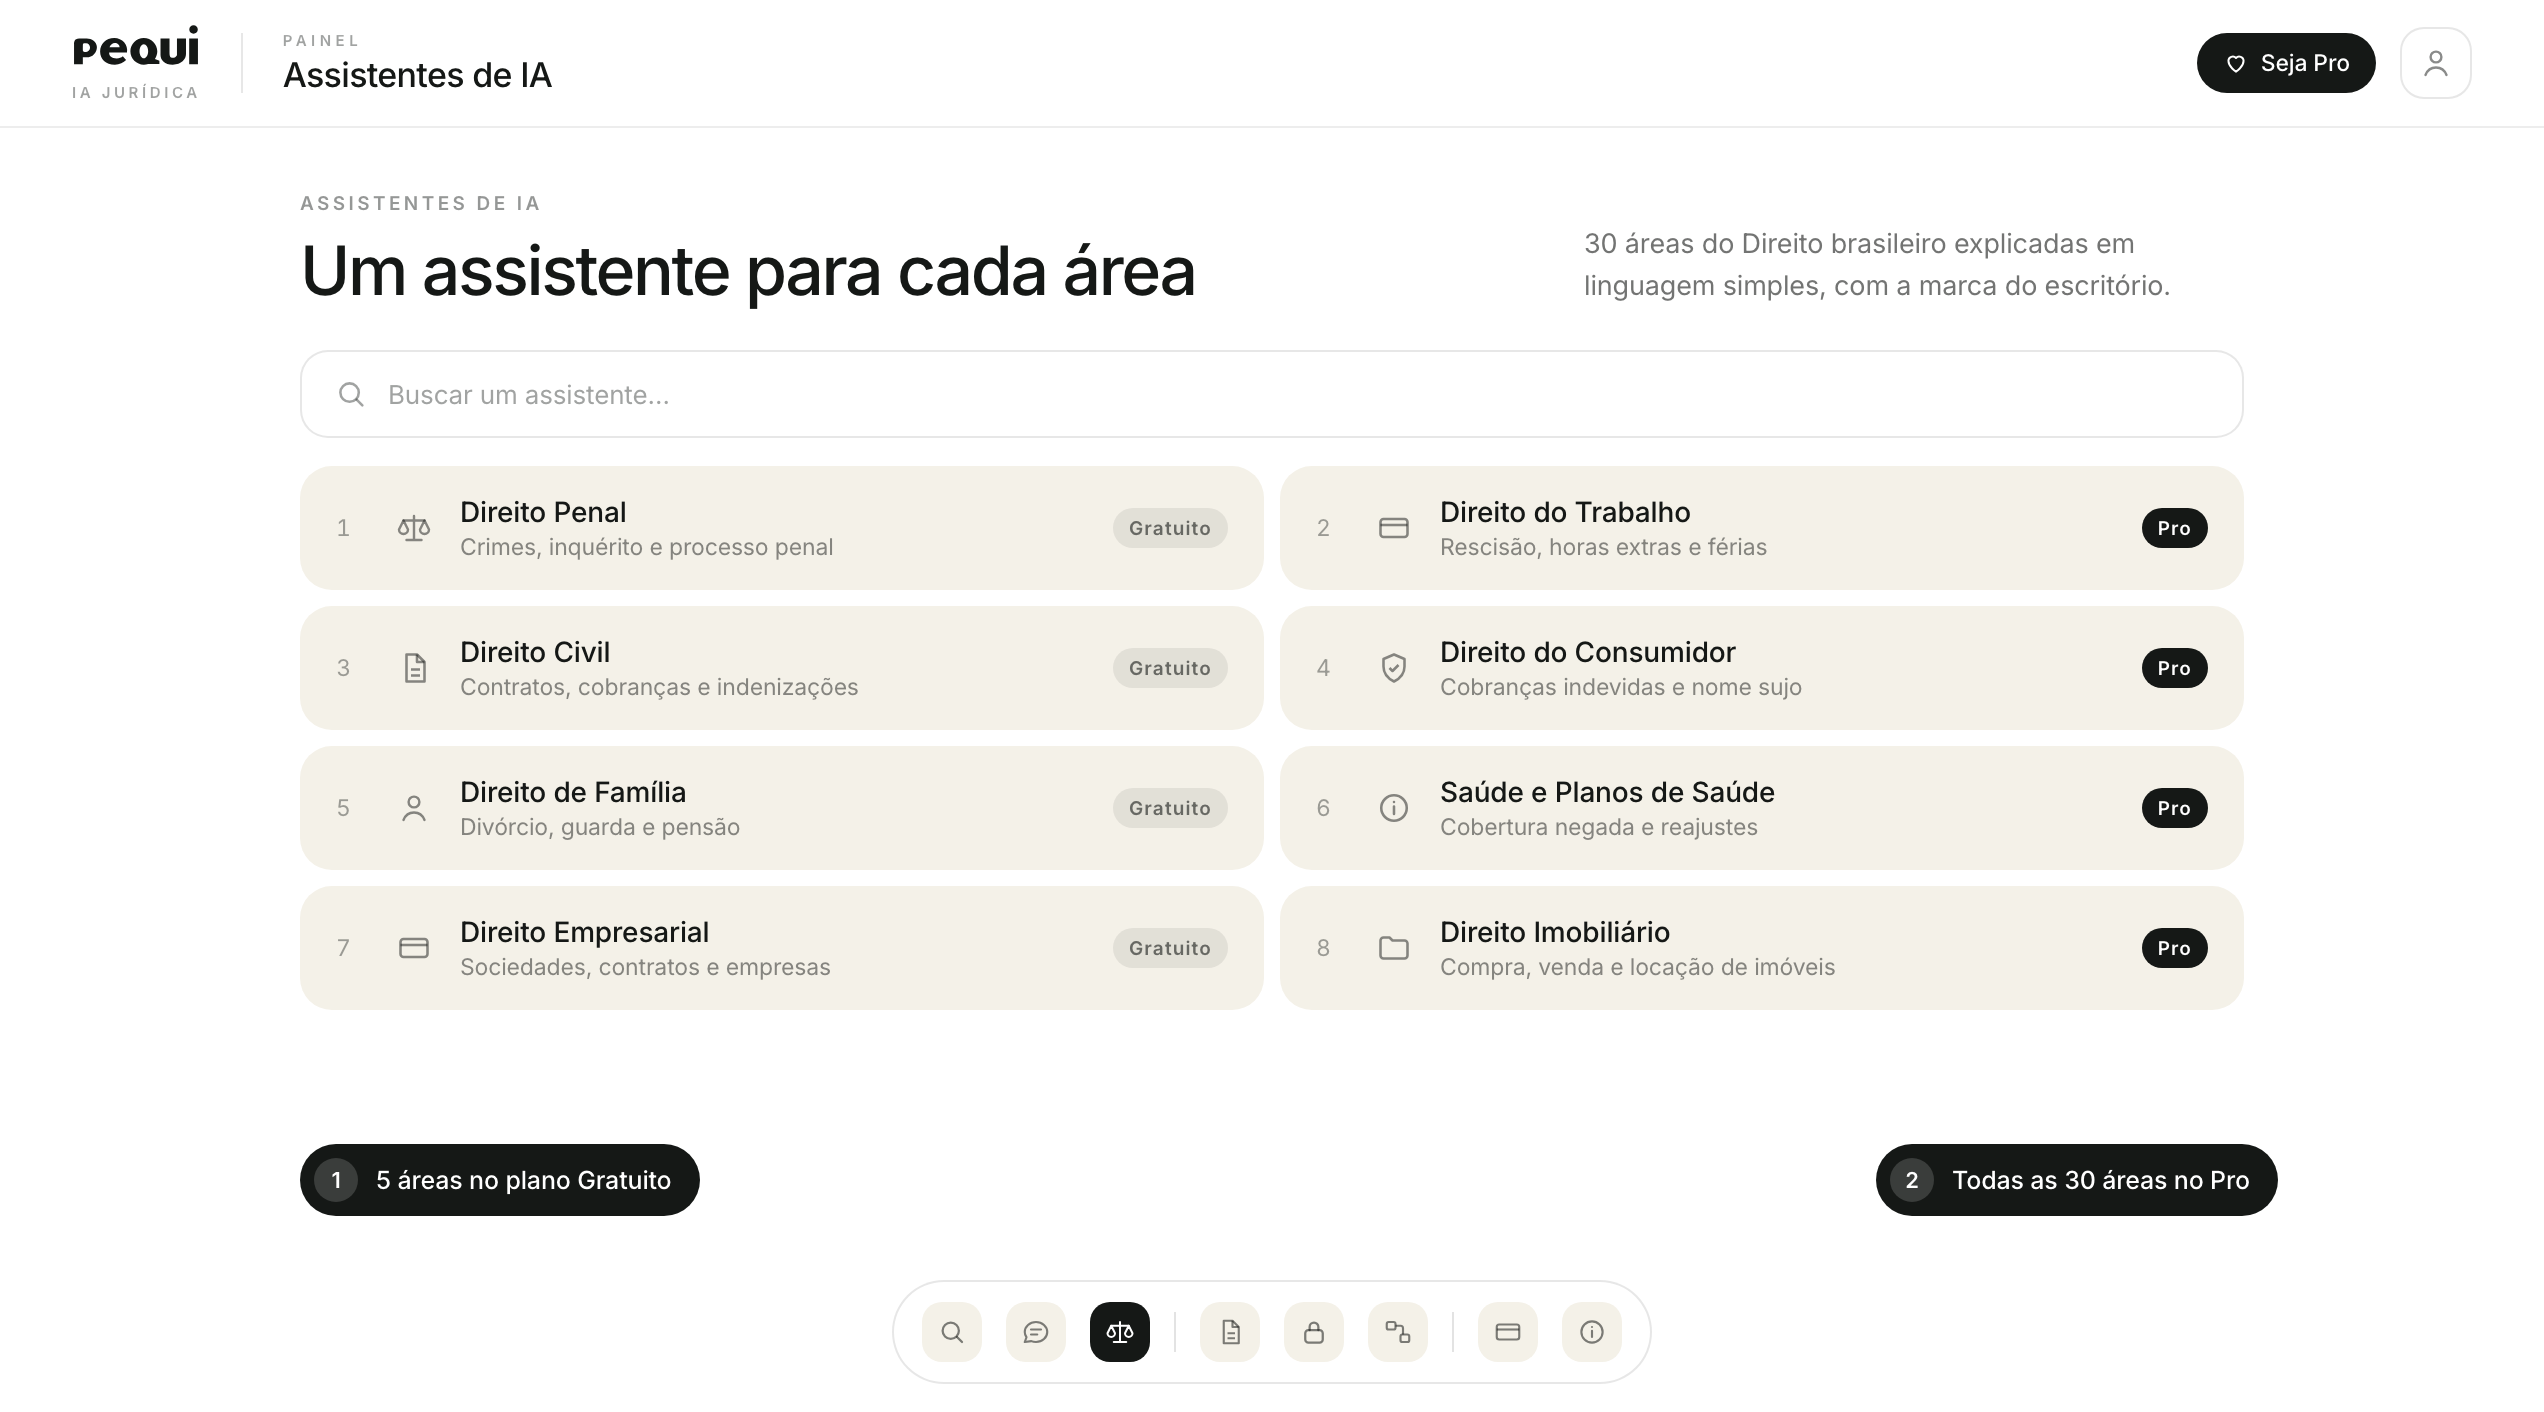 pequi
IA JURÍDICA
PAINEL
Assistentes de IA
Seja Pro
ASSISTENTES DE IA
Um assistente para cada área
30 áreas do Direito brasileiro explicadas em
linguagem simples, com a marca do escritório.
Buscar um assistente...
1
Direito Penal
Crimes, inquérito e processo penal
Gratuito
2
Direito do Trabalho
Rescisão, horas extras e férias
Pro
3
Direito Civil
Contratos, cobranças e indenizações
Gratuito
4
Direito do Consumidor
Cobranças indevidas e nome sujo
Pro
5
Direito de Família
Divórcio, guarda e pensão
Gratuito
6
Saúde e Planos de Saúde
Cobertura negada e reajustes
Pro
7
Direito Empresarial
Sociedades, contratos e empresas
Gratuito
8
Direito Imobiliário
Compra, venda e locação de imóveis
Pro
1 5 áreas no plano Gratuito
2 Todas as 30 áreas no Pro